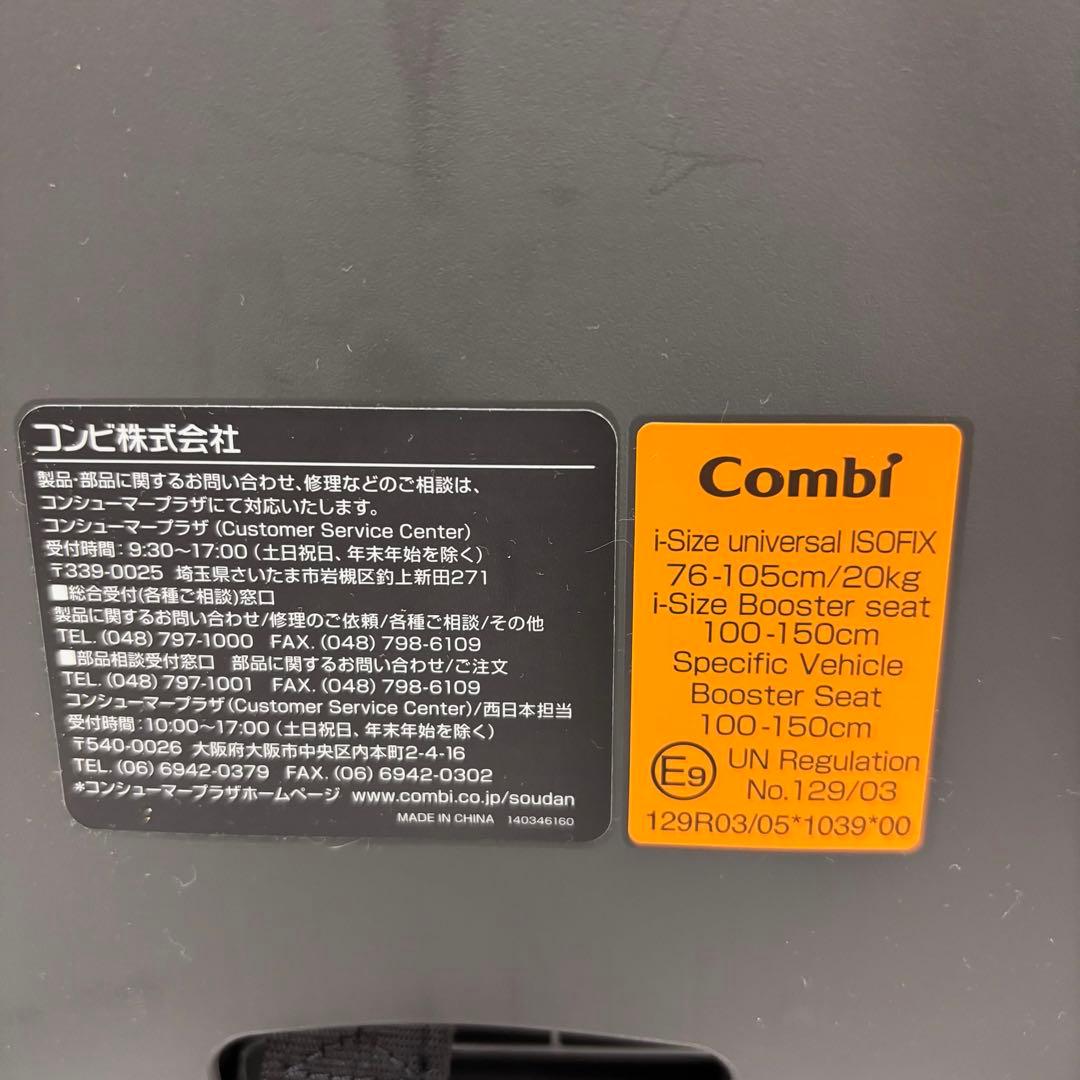 コンビ株式会社
製品・部品に関するお問い合わせ、修理などのご相談は、
コンシューマープラザにて対応いたします。
コンシューマープラザ (Customer Service Center)
受付時間：9:30～17:00 (土日祝日、年末年始を除く)
〒339-0025 埼玉県さいたま市岩槻区釣上新田271
■総合受付(各種ご相談)窓口
製品に関するお問い合わせ/修理のご依頼/各種ご相談/その他
TEL. (048) 797-1000 FAX. (048) 798-6109
■部品相談受付窓口 部品に関するお問い合わせ/ご注文
TEL. (048) 797-1001 FAX. (048) 798-6109
コンシューマープラザ(Customer Service Center)/西日本担当
受付時間：10:00～17:00 (土日祝日、年末年始を除く)
〒540-0026 大阪府大阪市中央区内本町2-4-16
TEL. (06) 6942-0379 FAX. (06) 6942-0302
*コンシューマープラザホームページ www.combi.co.jp/soudan
MADE IN CHINA 140346160
Combi
i-Size universal ISOFIX
76-105cm/20kg
i-Size Booster seat
100-150cm
Specific Vehicle
Booster Seat
100-150cm
E9
UN Regulation
No.129/03
129R03/05*1039*00